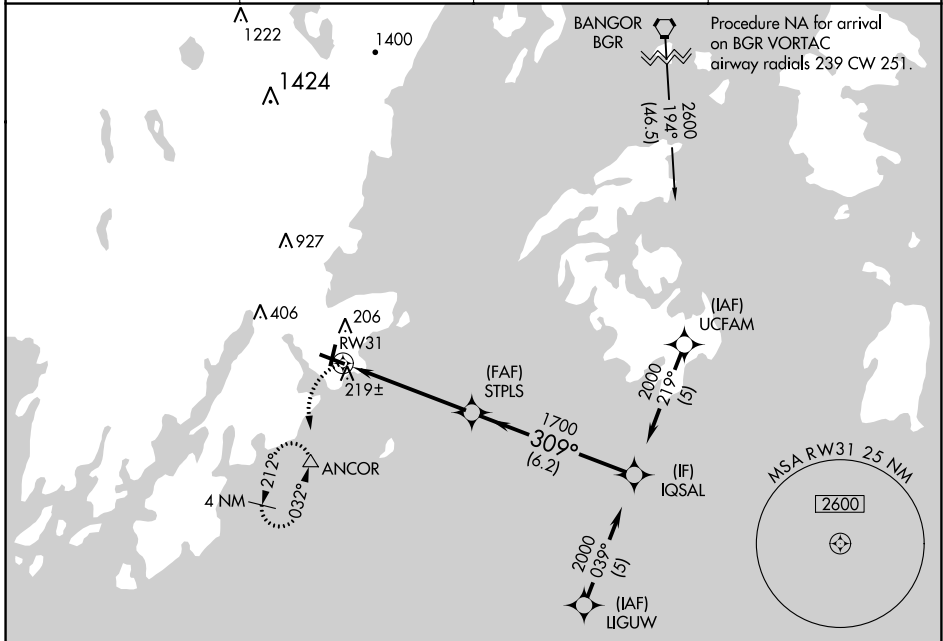 1222
1400
1424
BANGOR
BGR
Procedure NA for arrival
on BGR VORTAC
airway radials 239 CW 251.
2600
194°
(46.5)
927
406
206
RW31
219±
(IAF)
UCFAM
2000
219°
(5)
(FAF)
STPLS
1700
309°
(6.2)
(IF)
IQSAL
ANCOR
212°
032°
4 NM
2000
039°
(5)
(IAF)
LIGUW
MSA RW31 25 NM
2600